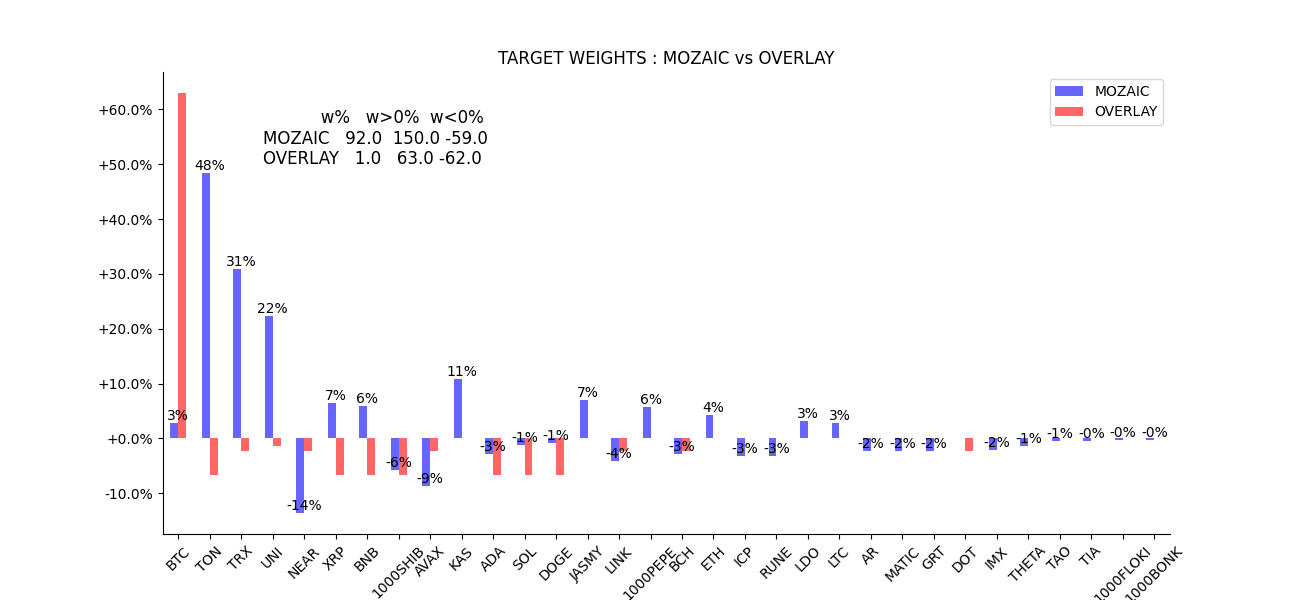 TARGET WEIGHTS : MOZAIC vs OVERLAY
MOZAIC
OVERLAY
w% w>0% w<0%
MOZAIC 92.0 150.0 -59.0
OVERLAY 1.0 63.0 -62.0
+60.0%
+50.0%
+40.0%
+30.0%
+20.0%
+10.0%
+0.0%
-10.0%
3%
48%
31%
22%
-14%
7%
6%
-6%
-9%
11%
-3%
-1%
-1%
7%
-4%
6%
-3%
4%
-3%
-3%
3%
3%
-2%
-2%
-2%
-2%
-1%
-1%
-0%
-0%
-0%
BTC
TON
TRX
UNI
NEAR
XRP
BNB
1000SHIB
AVAX
KAS
ADA
SOL
DOGE
JASMY
LINK
1000PEPE
BCH
ETH
ICP
RUNE
LDO
LTC
AR
MATIC
GRT
DOT
IMX
THETA
TAO
TIA
1000FLOKI
1000BONK